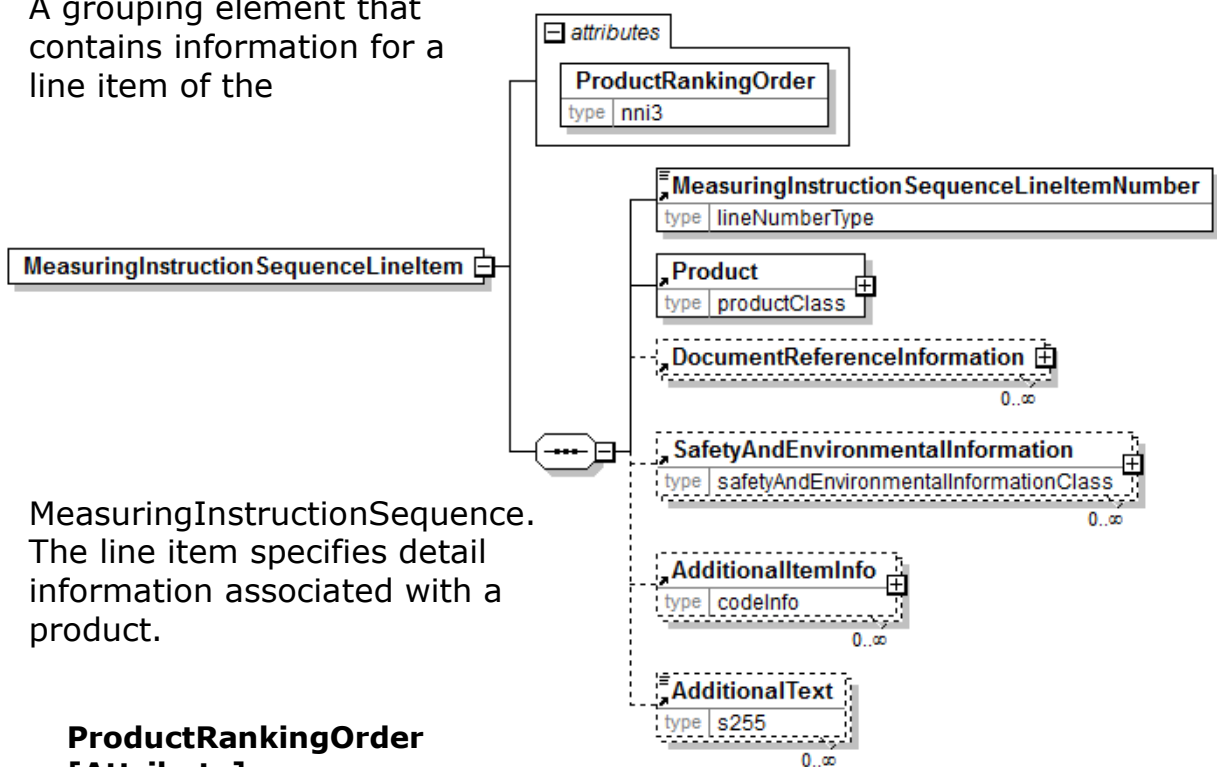 A grouping element that
contains information for a
line item of the
attributes
ProductRankingOrder
type nni3
MeasuringInstructionSequenceLineItemNumber
type lineNumberType
MeasuringInstructionSequenceLineItem
Product
type productClass
DocumentReferenceInformation
0..∞
SafetyAndEnvironmentalInformation
type safetyAndEnvironmentalInformationClass
0..∞
MeasuringInstructionSequence.
The line item specifies detail
information associated with a
product.
AdditionalItemInfo
type codeInfo
0..∞
AdditionalText
type s255
0..∞
ProductRankingOrder
[Attribute]